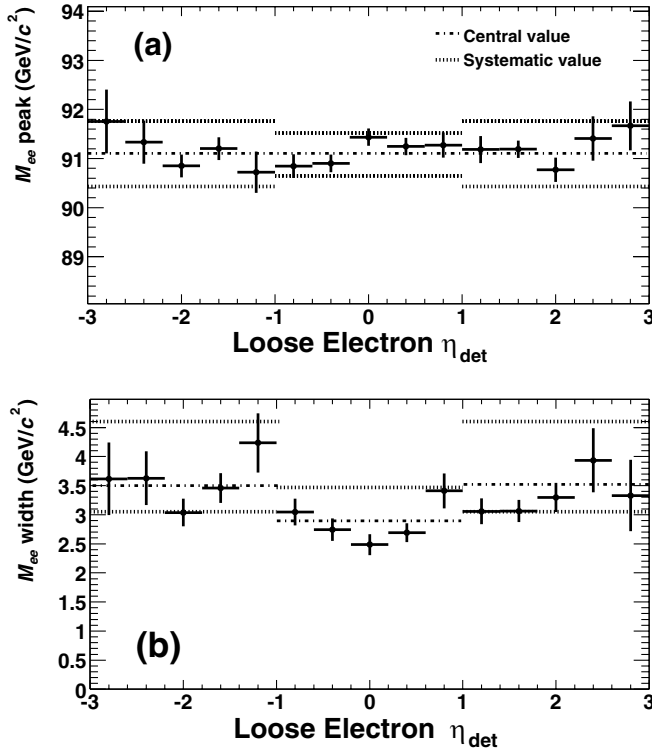 (a)
Central value
Systematic value
M_ee peak (GeV/c^2)
94
93
92
91
90
89
-3 -2 -1 0 1 2 3
Loose Electron η_det
M_ee width (GeV/c^2)
4.5
4
3.5
3
2.5
2
1.5
1
0.5
0
(b)
-3 -2 -1 0 1 2 3
Loose Electron η_det